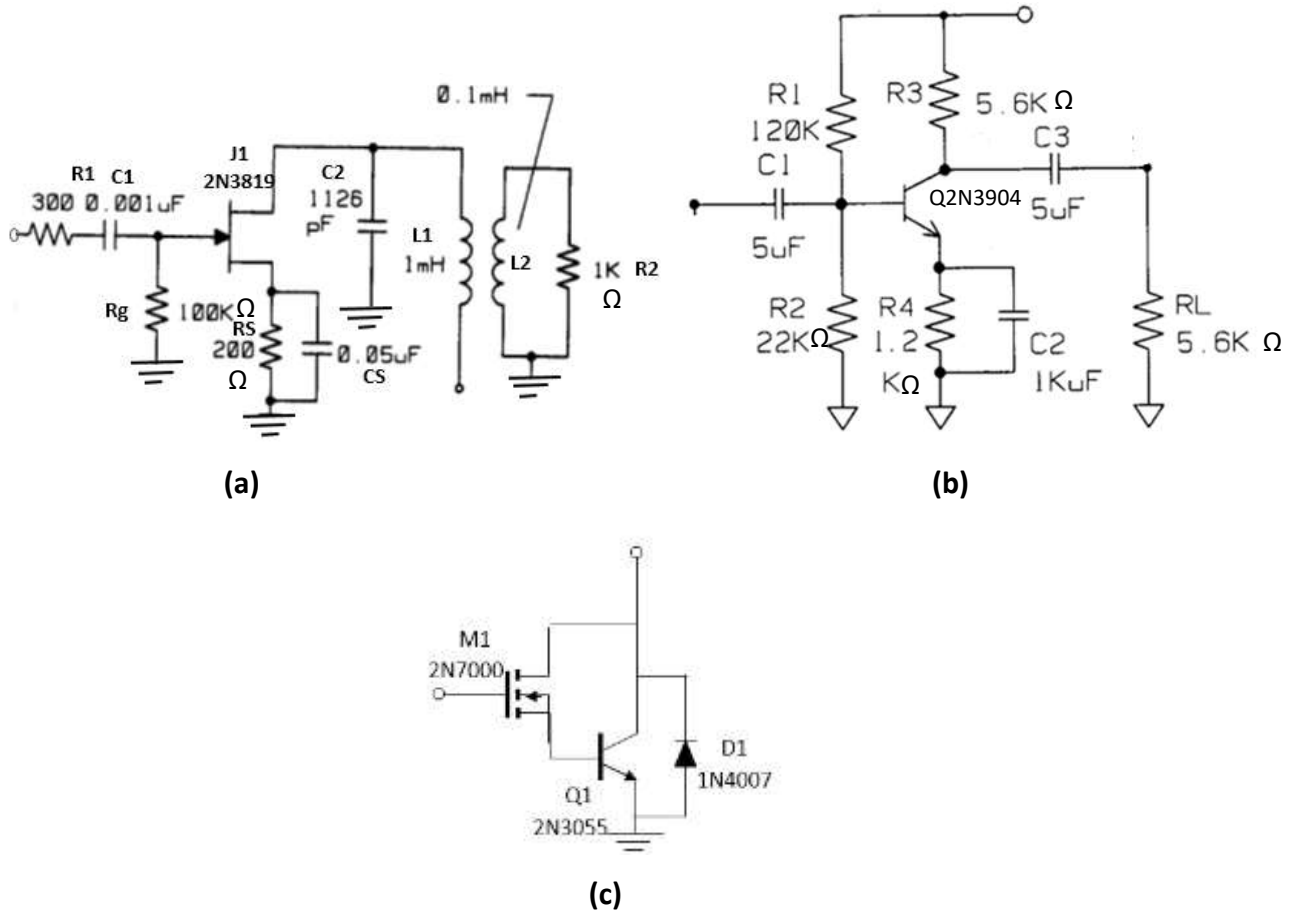 0.1mH
J1
2N3819
R1 C1
300 0.001uF
C2
1126
pF
L1
1mH
L2
1K R2
Ω
Rg
100KΩ
RS
200
Ω
0.05uF
CS
(a)
R1
120K
R3
5.6KΩ
C1
5uF
C3
5uF
Q2N3904
R2
22KΩ
R4
1.2
KΩ
C2
1KuF
RL
5.6K Ω
(b)
M1
2N7000
D1
1N4007
Q1
2N3055
(c)